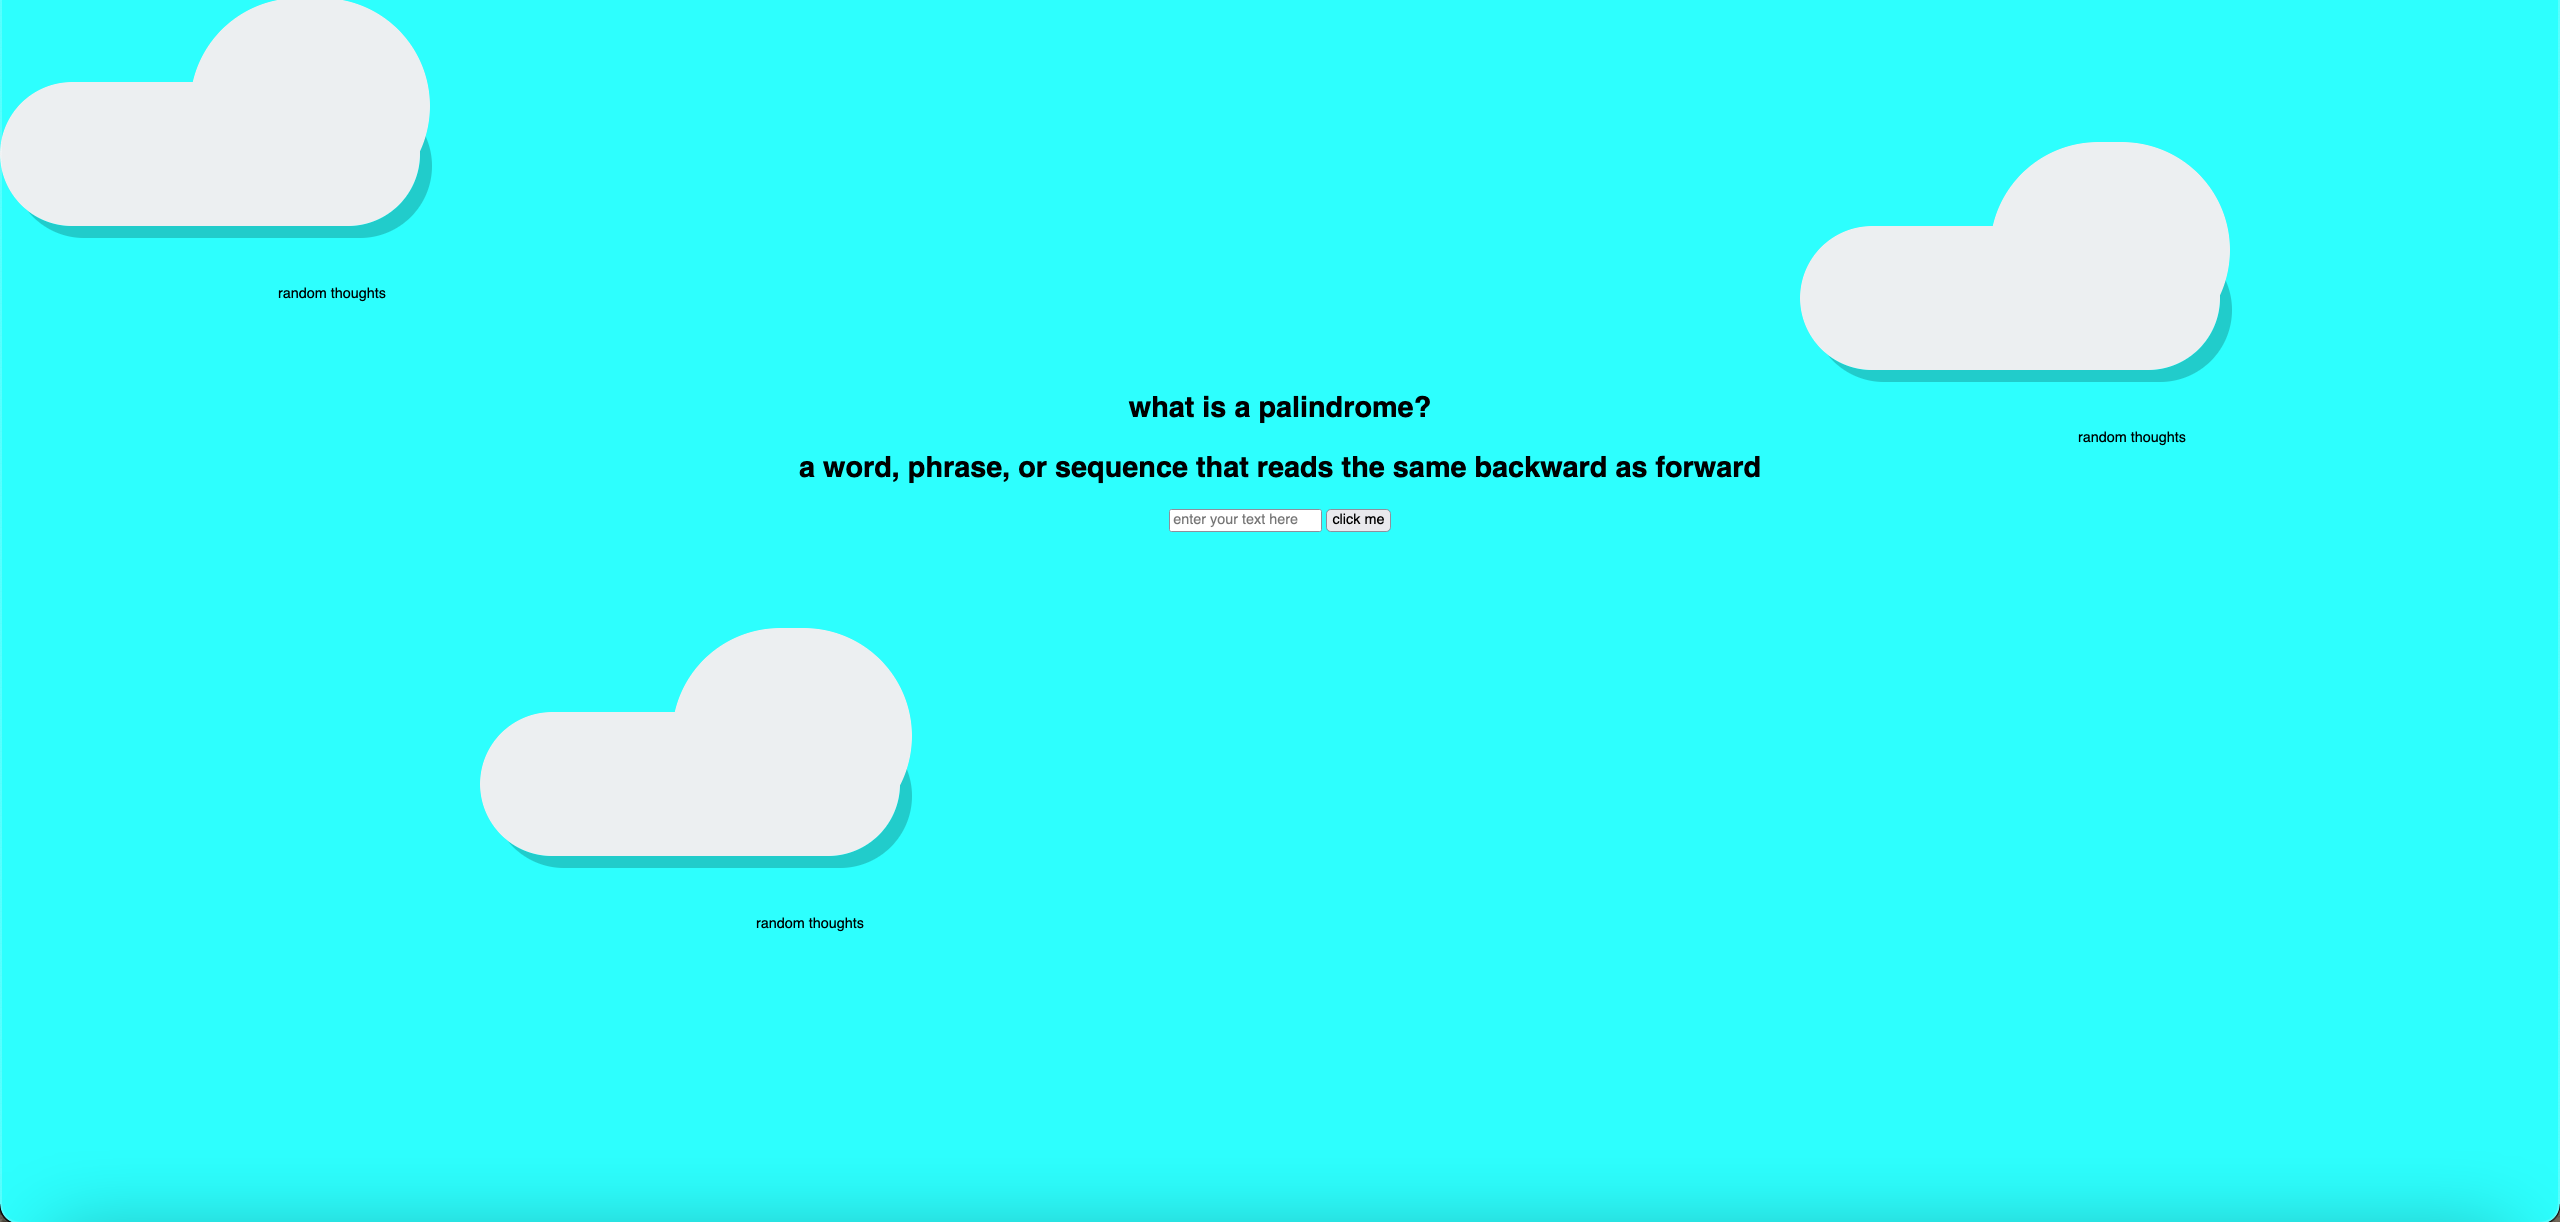 random thoughts
what is a palindrome?
random thoughts
a word, phrase, or sequence that reads the same backward as forward
enter your text here click me
random thoughts